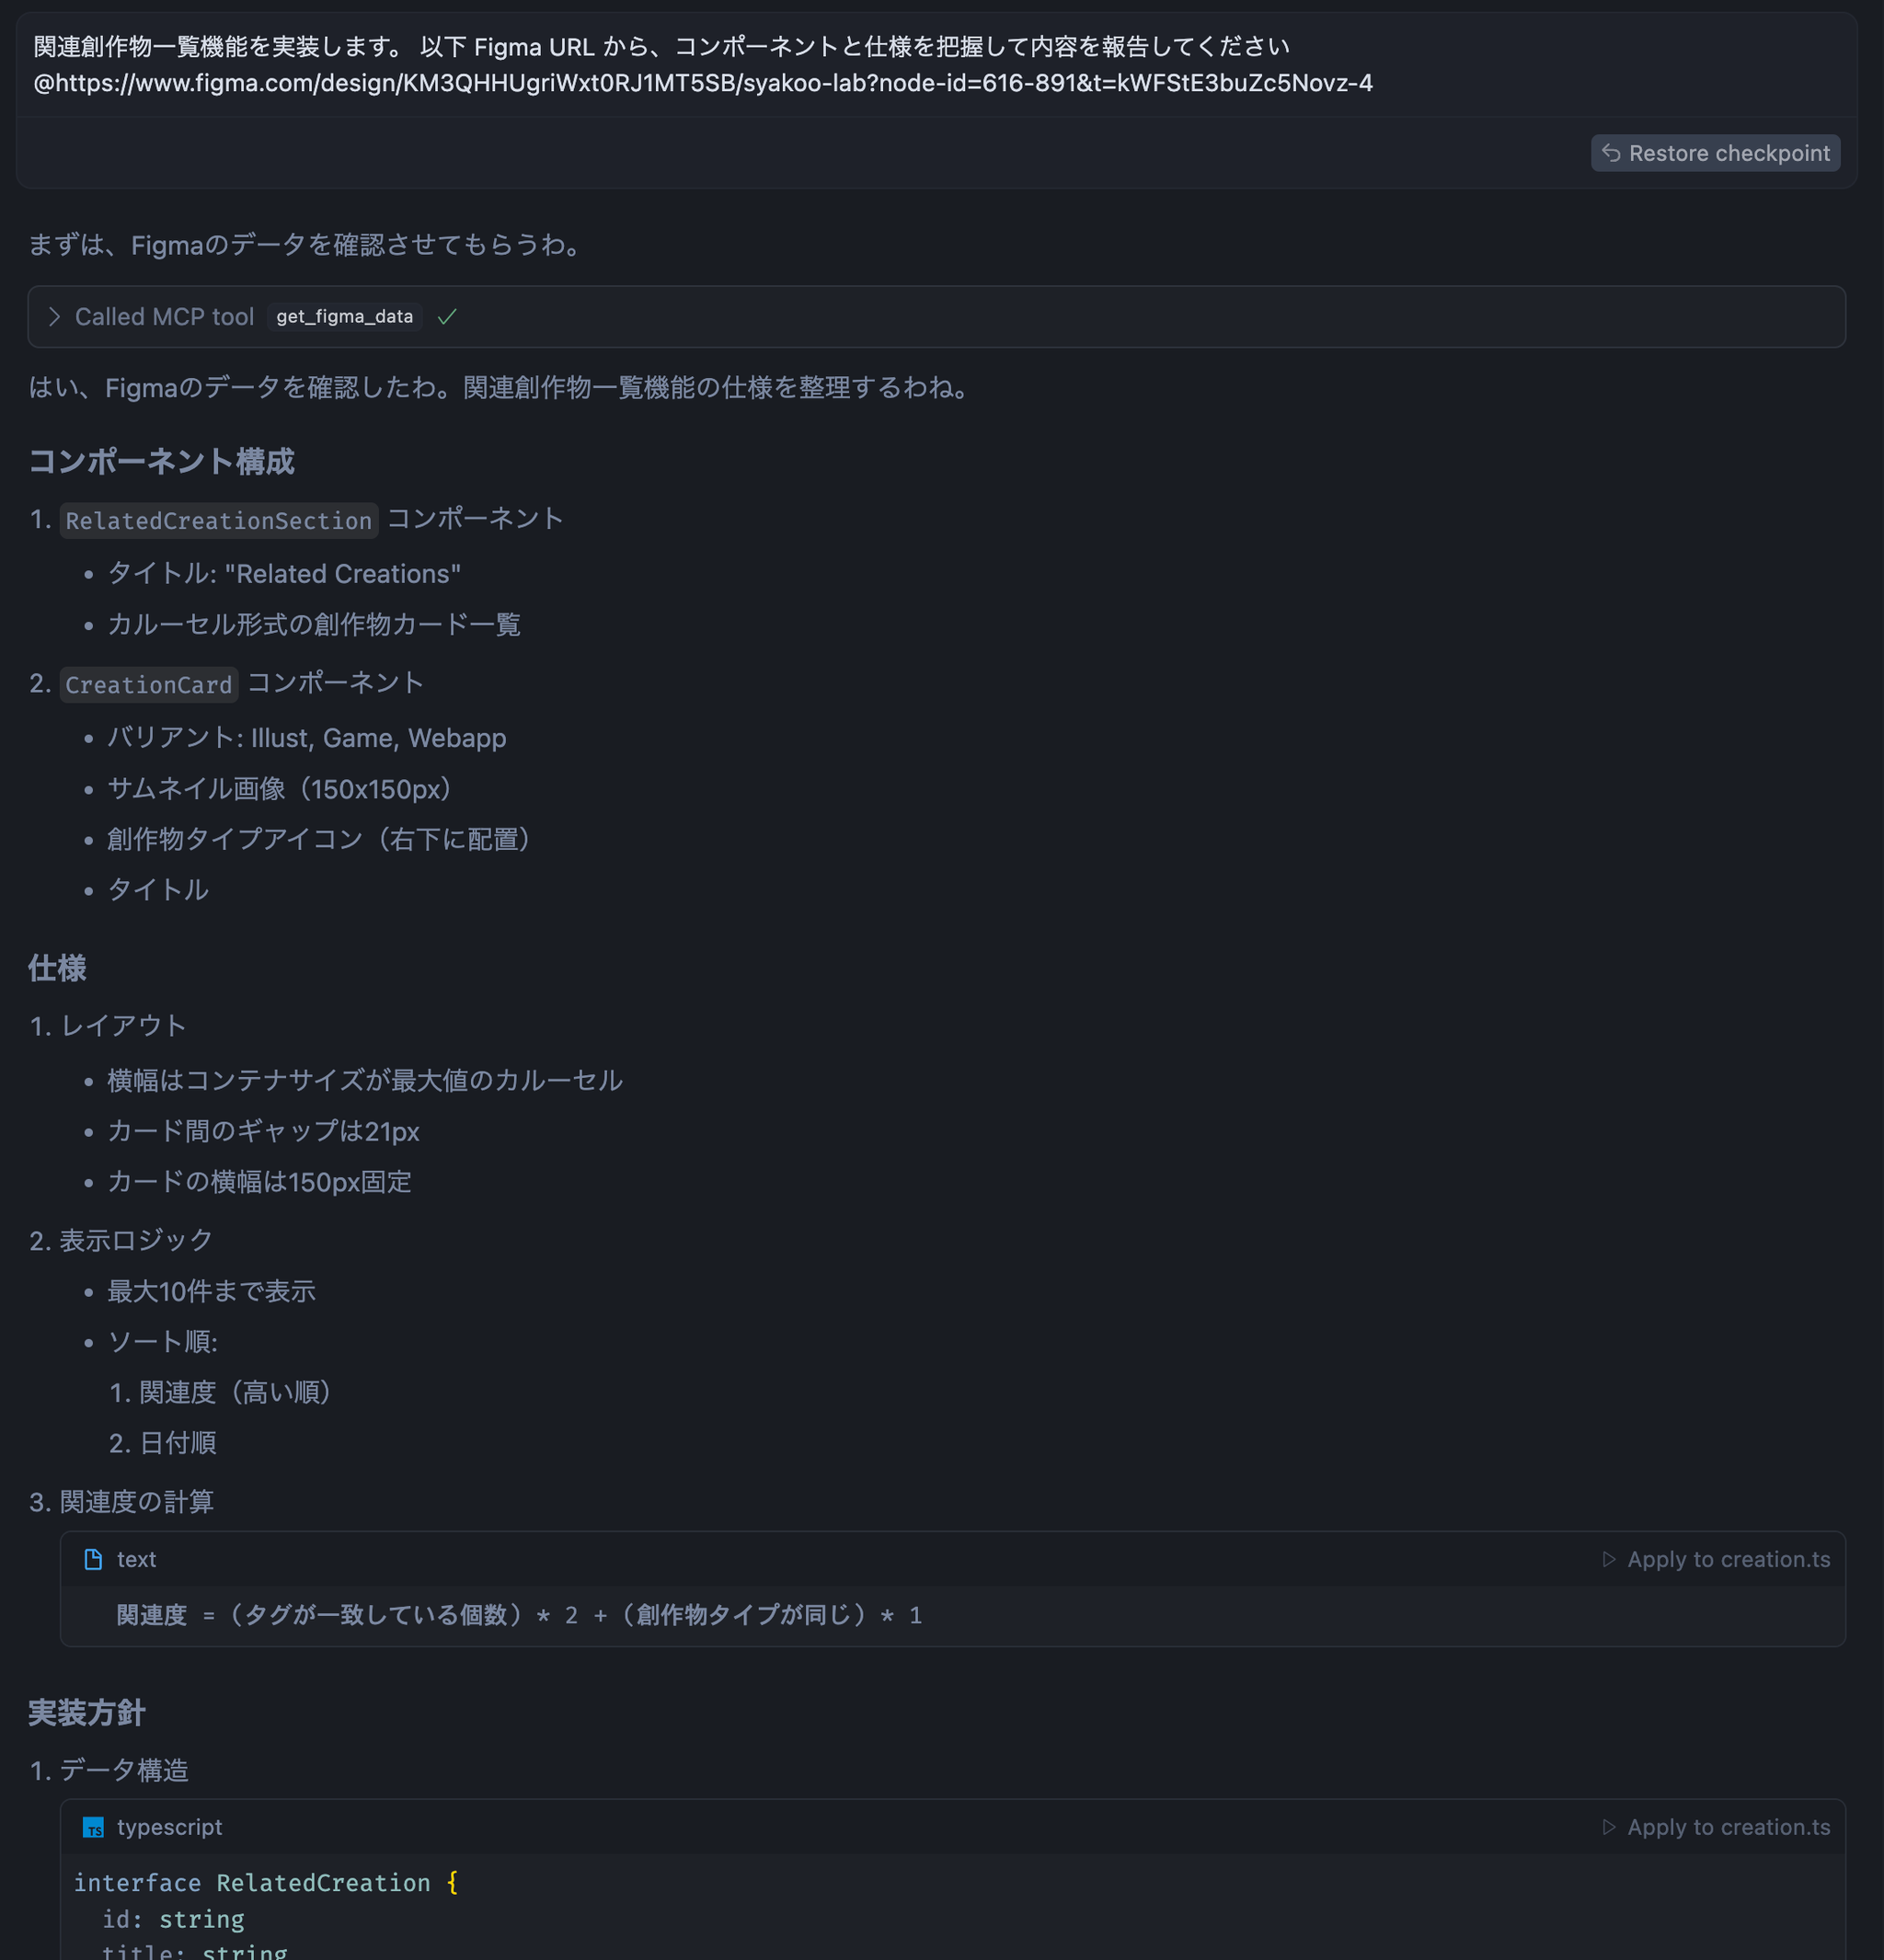 関連創作物一覧機能を実装します。 以下 Figma URL から、コンポーネントと仕様を把握して内容を報告してください
@https://www.figma.com/design/KM3QHHUgriWxt0RJ1MT5SB/syakoo-lab?node-id=616-891&t=kWFStE3buZc5Novz-4
Restore checkpoint
まずは、Figmaのデータを確認させてもらうわ。
Called MCP tool get_figma_data
はい、Figmaのデータを確認したわ。関連創作物一覧機能の仕様を整理するわね。
コンポーネント構成
1. RelatedCreationSection コンポーネント
• タイトル: "Related Creations"
• カルーセル形式の創作物カード一覧
2. CreationCard コンポーネント
• バリアント: Illust, Game, Webapp
• サムネイル画像（150x150px）
• 創作物タイプアイコン（右下に配置）
• タイトル
仕様
1. レイアウト
• 横幅はコンテナサイズが最大値のカルーセル
• カード間のギャップは21px
• カードの横幅は150px固定
2. 表示ロジック
• 最大10件まで表示
• ソート順:
1. 関連度（高い順）
2. 日付順
3. 関連度の計算
text
Apply to creation.ts
関連度 = (タグが一致している個数) * 2 + (創作物タイプが同じ) * 1
実装方針
1. データ構造
TS typescript
Apply to creation.ts
interface RelatedCreation {
id: string
title: string